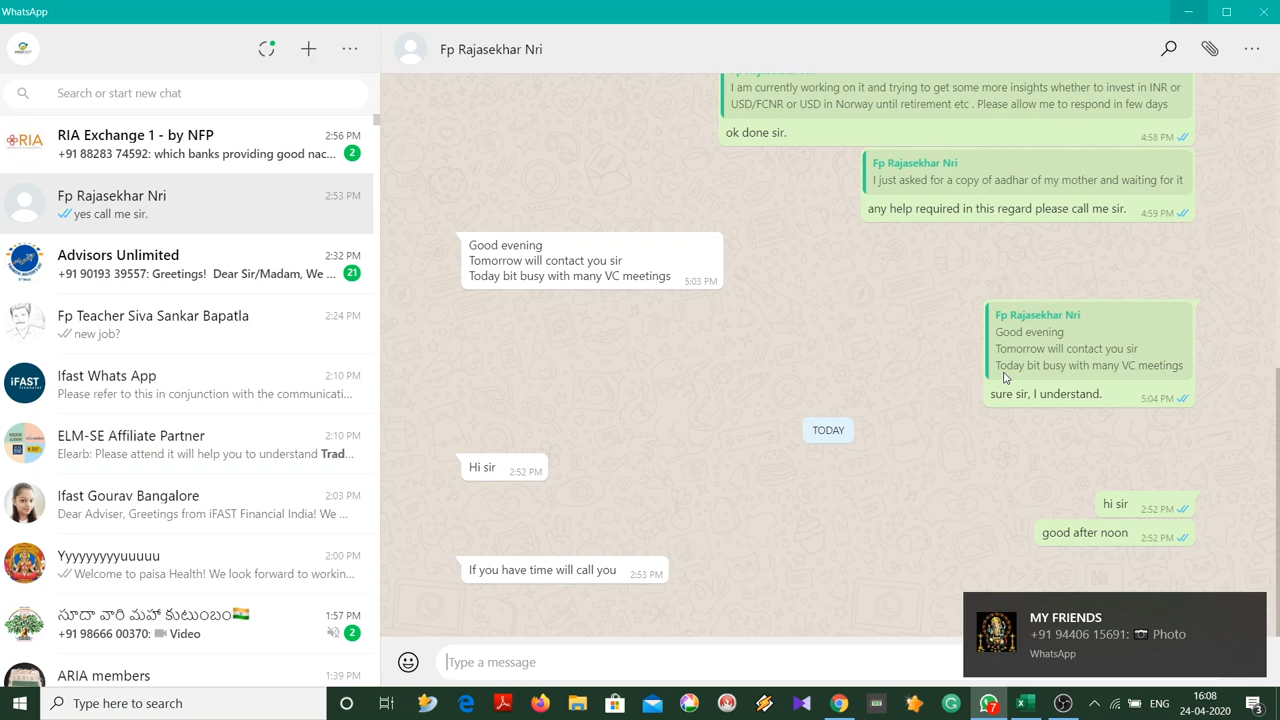 WhatsApp
Search or start new chat
RIA Exchange 1 - by NFP 2:56 PM
+91 88283 74592: which banks providing good nac... 2
Fp Rajasekhar Nri 2:53 PM
yes call me sir.
Advisors Unlimited 2:32 PM
+91 90193 39557: Greetings! Dear Sir/Madam, We ... 21
Fp Teacher Siva Sankar Bapatla 2:24 PM
new job?
Ifast Whats App 2:10 PM
Please refer to this in conjunction with the communicati...
ELM-SE Affiliate Partner 2:10 PM
Elearb: Please attend it will help you to understand Trad...
Ifast Gourav Bangalore 2:03 PM
Dear Adviser, Greetings from iFAST Financial India! We ...
Yyyyyyyyyuuuuu 2:00 PM
Welcome to paisa Health! We look forward to workin...
సూదా వారి మహా కుటుంబం 1:57 PM
+91 98666 00370: Video 2
ARIA members 1:39 PM
RIA
iFAST
Fp Rajasekhar Nri
I am currently working on it and trying to get some more insights whether to invest in INR or
USD/FCNR or USD in Norway until retirement etc . Please allow me to respond in few days
ok done sir. 4:58 PM
Fp Rajasekhar Nri
I just asked for a copy of aadhar of my mother and waiting for it
any help required in this regard please call me sir. 4:59 PM
Good evening
Tomorrow will contact you sir
Today bit busy with many VC meetings 5:03 PM
Fp Rajasekhar Nri
Good evening
Tomorrow will contact you sir
Today bit busy with many VC meetings
sure sir, I understand. 5:04 PM
TODAY
Hi sir 2:52 PM
hi sir 2:52 PM
good after noon 2:52 PM
If you have time will call you 2:53 PM
MY FRIENDS
+91 94406 15691: Photo
WhatsApp
Type a message
Type here to search
7
ENG
16:08
24-04-2020
3